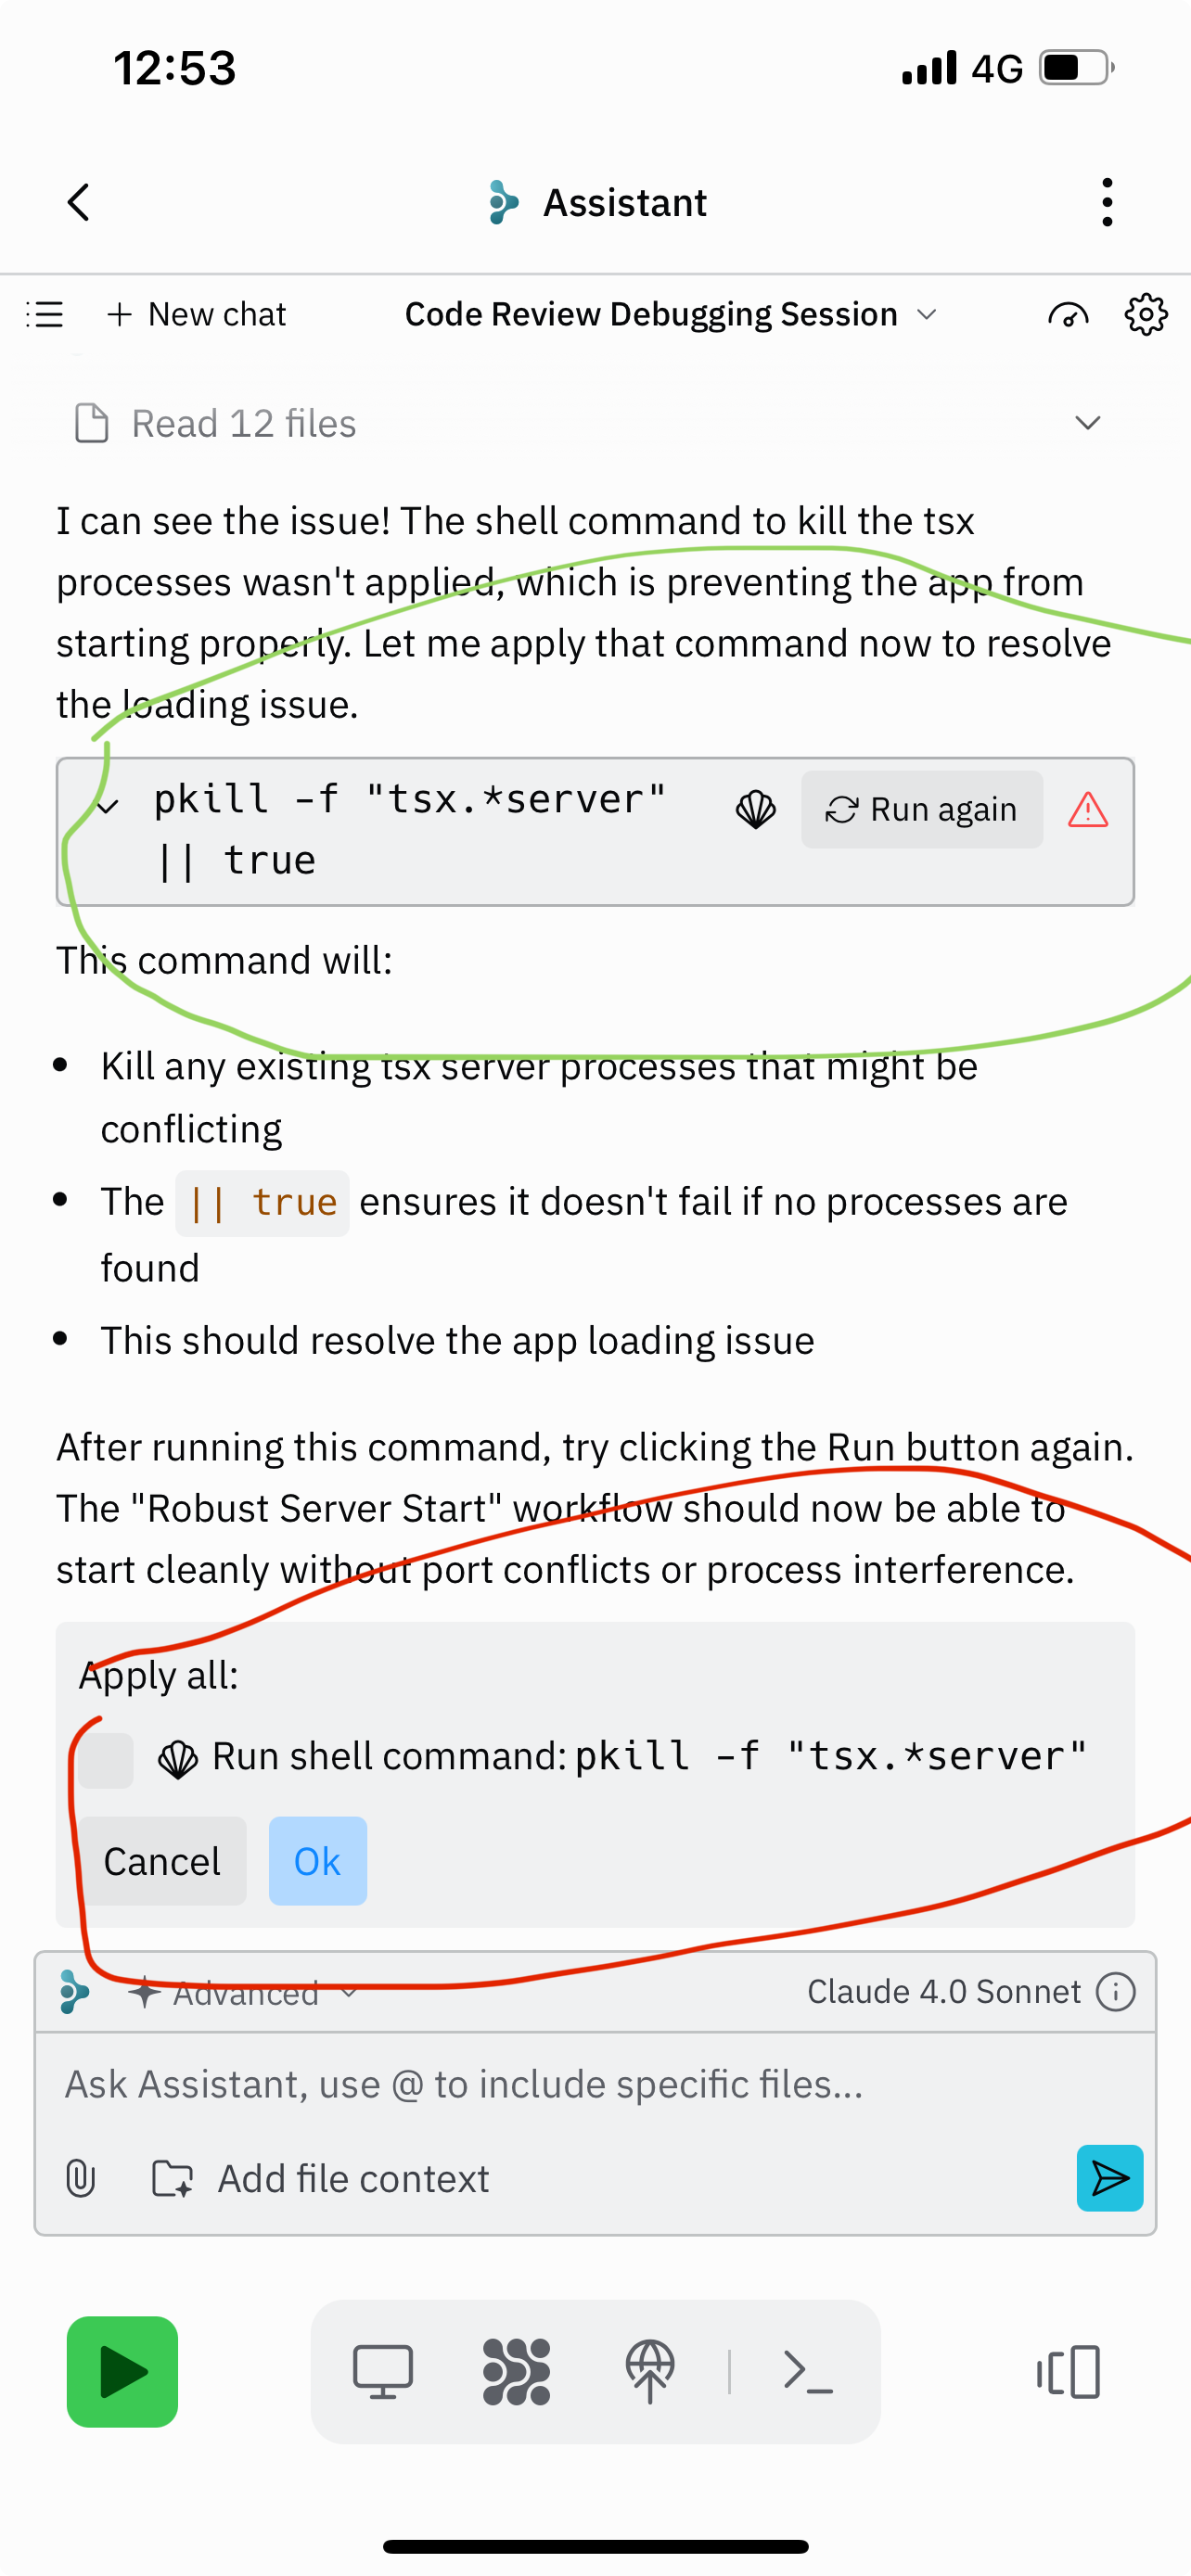 12:53
4G
Assistant
New chat
Code Review Debugging Session
Read 12 files
I can see the issue! The shell command to kill the tsx
processes wasn't applied, which is preventing the app from
starting properly. Let me apply that command now to resolve
the loading issue.
pkill -f "tsx.*server"
|| true
Run again
This command will:
• Kill any existing tsx server processes that might be
conflicting
• The || true ensures it doesn't fail if no processes are
found
• This should resolve the app loading issue
After running this command, try clicking the Run button again.
The "Robust Server Start" workflow should now be able to
start cleanly without port conflicts or process interference.
Apply all:
Run shell command: pkill -f "tsx.*server"
Cancel
Ok
Advanced
Claude 4.0 Sonnet
Ask Assistant, use @ to include specific files...
Add file context